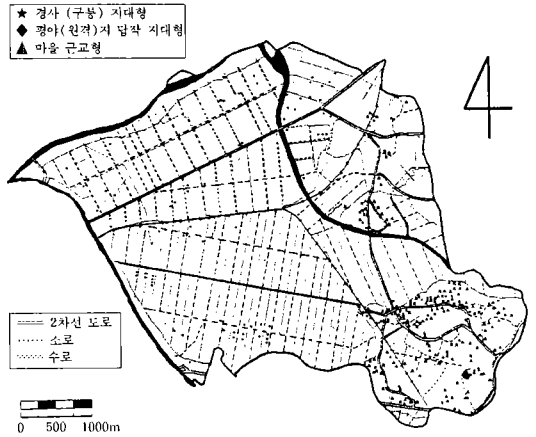 ★ 경사 (구릉) 지대형
◆ 평야(원격)지 답작 지대형
▲ 마을 근교형
4
2차선 도로
소로
수로
0 500 1000m